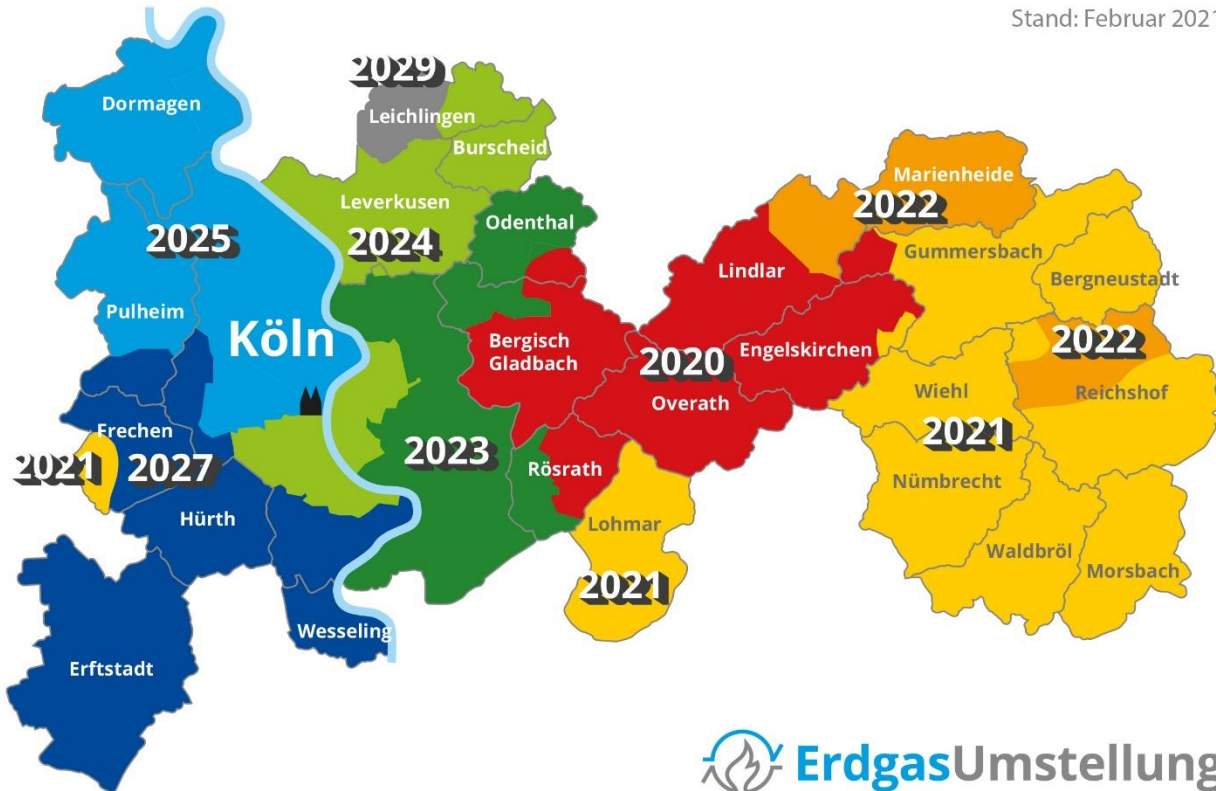 Stand: Februar 2021
2029
Dormagen
Leichlingen
Burscheid
Marienheide
Leverkusen
2022
Odenthal
2025
2024
Gummersbach
Lindlar
Bergneustadt
Pulheim
Köln
Bergisch
Gladbach
Engelskirchen
2022
2020
Wiehl
Reichshof
Overath
Frechen
2021
2021
2027
2023
Rösrath
Nümbrecht
Hürth
Lohmar
Waldbröl
Morsbach
2021
Wesseling
Erftstadt
ErdgasUmstellung